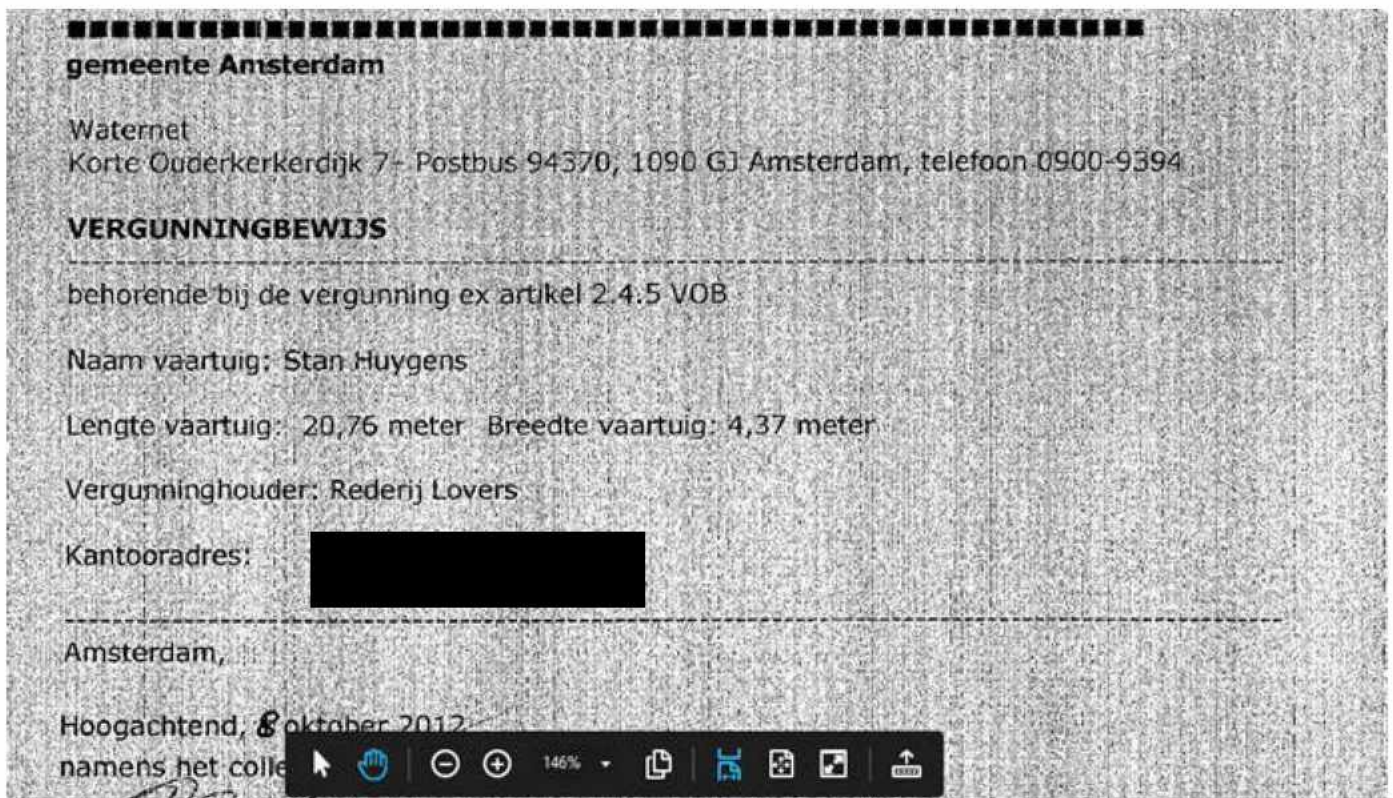 gemeente Amsterdam
Waternet
Korte Ouderkerkerdijk 7- Postbus 94370, 1090 GJ Amsterdam, telefoon 0900-9394
VERGUNNINGBEWIJS
behorende bij de vergunning ex artikel 2.4.5 VOB
Naam vaartuig: Stan Huygens
Lengte vaartuig: 20,76 meter Breedte vaartuig: 4,37 meter
Vergunninghouder: Rederij Lovers
Kantooradres:
Amsterdam,
Hoogachtend, 8 oktober 2012
namens het colle
146%